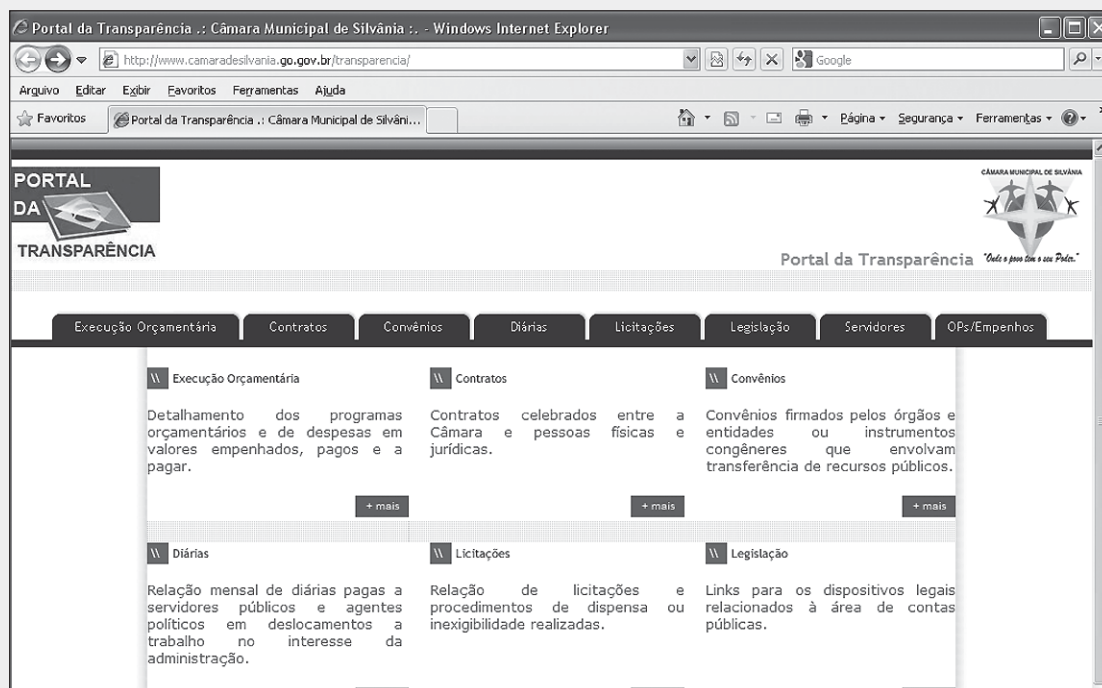 Portal da Transparência .: Câmara Municipal de Silvânia :. - Windows Internet Explorer
http://www.camaradesilvania.go.gov.br/transparencia/
Google
Arquivo Editar Exibir Favoritos Ferramentas Ajuda
Favoritos
Portal da Transparência .: Câmara Municipal de Silvâni...
Página Segurança Ferramentas
PORTAL
DA
TRANSPARÊNCIA
CÂMARA MUNICIPAL DE SILVÂNIA
Portal da Transparência
"Onde o povo tem o seu Poder."
Execução Orçamentária Contratos Convênios Diárias Licitações Legislação Servidores OPs/Empenhos
\\ Execução Orçamentária
Detalhamento dos programas
orçamentários e de despesas em
valores empenhados, pagos e a
pagar.
+ mais
\\ Contratos
Contratos celebrados entre a
Câmara e pessoas físicas e
jurídicas.
+ mais
\\ Convênios
Convênios firmados pelos órgãos e
entidades ou instrumentos
congêneres que envolvam
transferência de recursos públicos.
+ mais
\\ Diárias
Relação mensal de diárias pagas a
servidores públicos e agentes
políticos em deslocamentos a
trabalho no interesse da
administração.
\\ Licitações
Relação de licitações e
procedimentos de dispensa ou
inexigibilidade realizadas.
\\ Legislação
Links para os dispositivos legais
relacionados à área de contas
públicas.